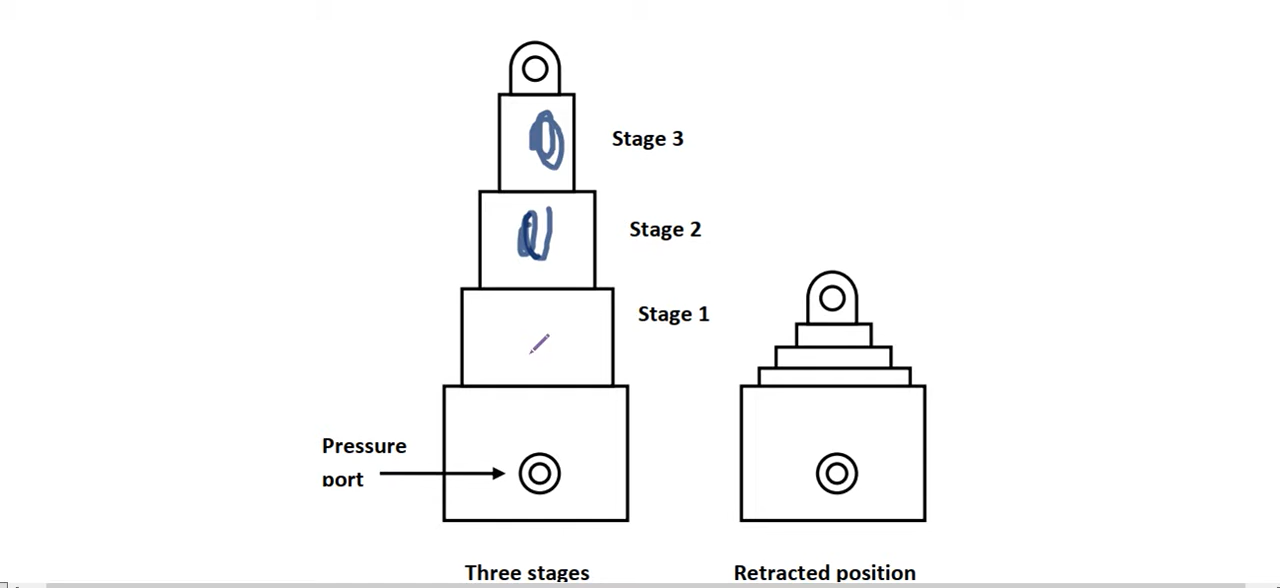 Stage 3
Stage 2
Stage 1
Pressure
port
Three stages
Retracted position